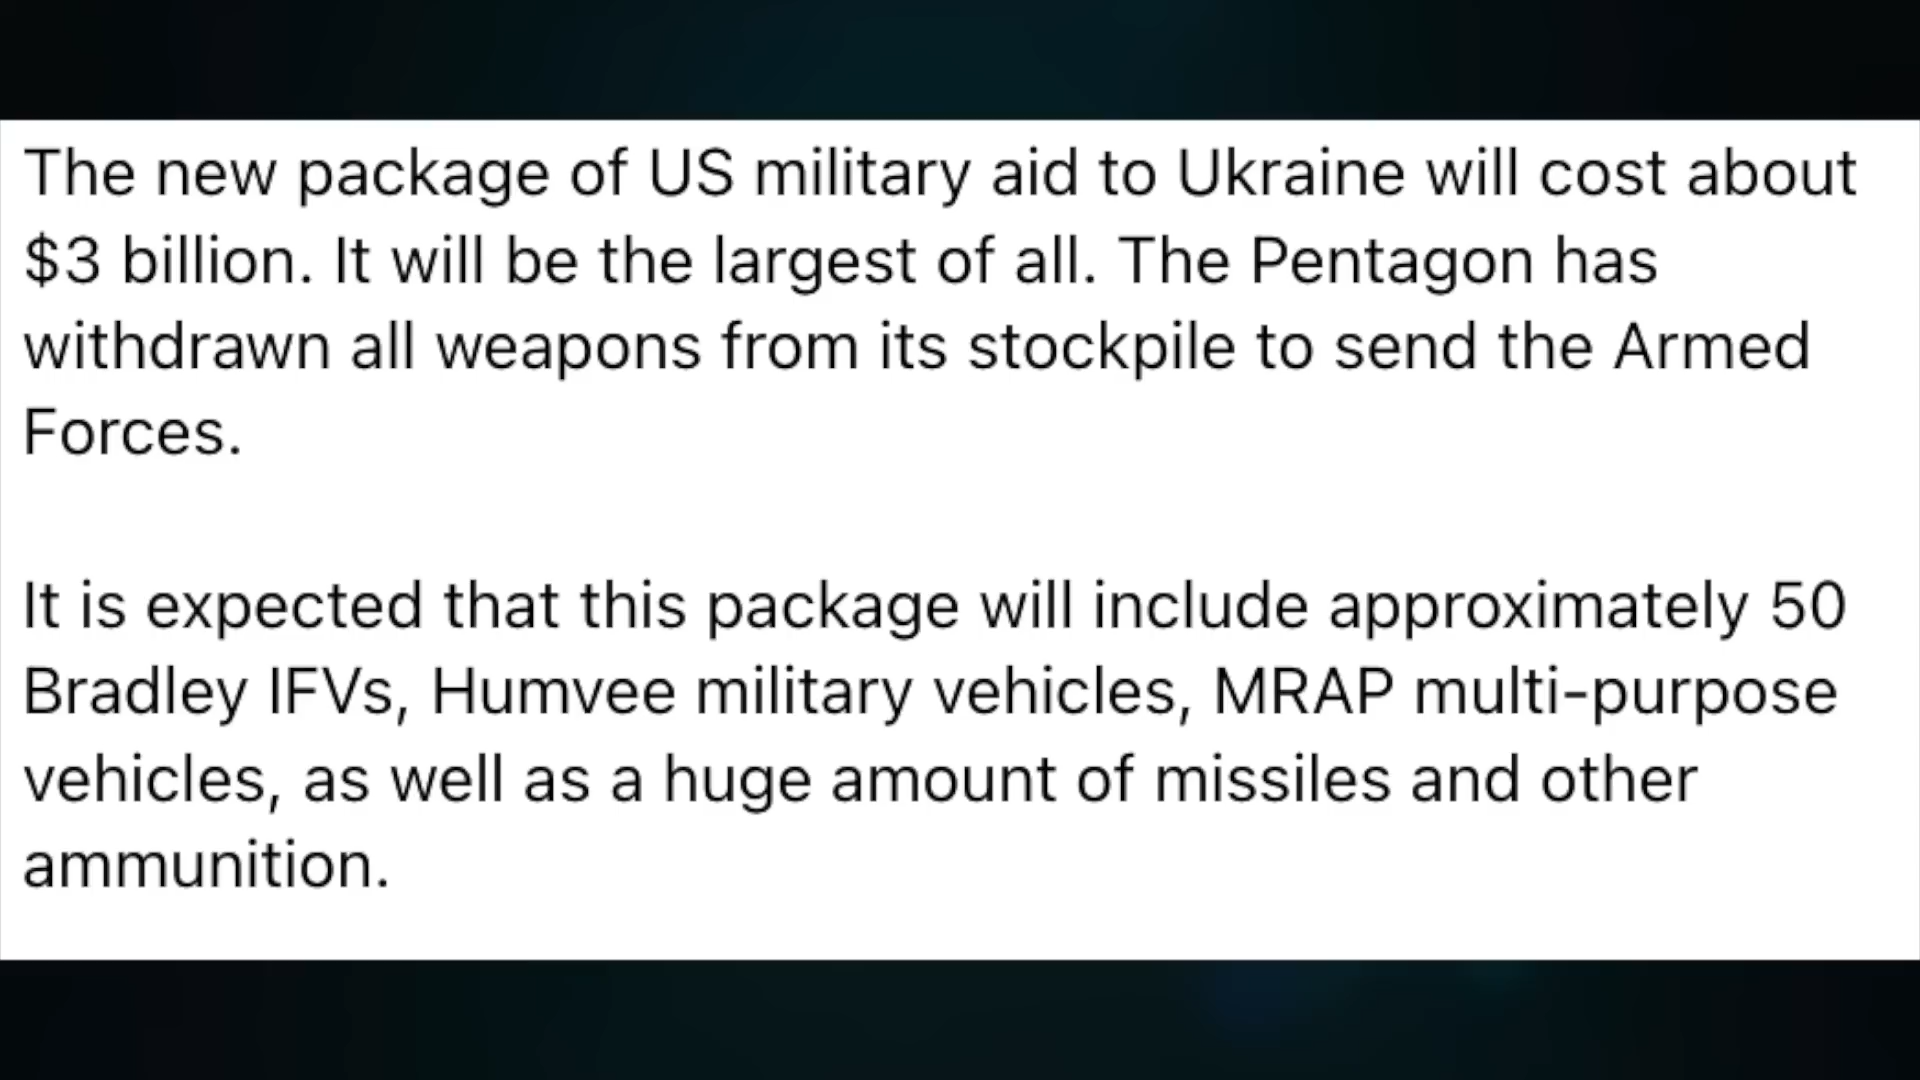 The new package of US military aid to Ukraine will cost about
$3 billion. It will be the largest of all. The Pentagon has
withdrawn all weapons from its stockpile to send the Armed
Forces.
It is expected that this package will include approximately 50
Bradley IFVs, Humvee military vehicles, MRAP multi-purpose
vehicles, as well as a huge amount of missiles and other
ammunition.